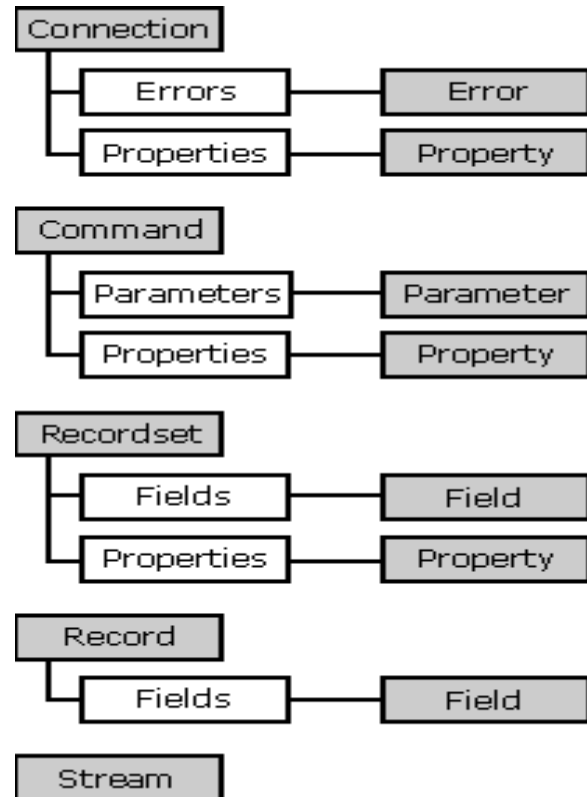 Connection
Errors Error
Properties Property
Command
Parameters Parameter
Properties Property
Recordset
Fields Field
Properties Property
Record
Fields Field
Stream